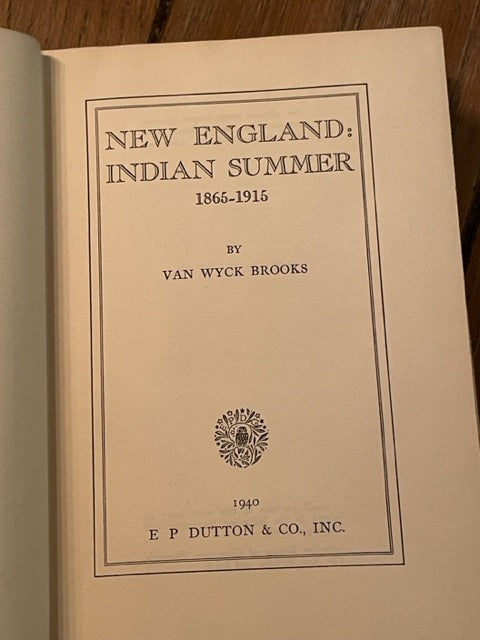 NEW ENGLAND:
INDIAN SUMMER
1865-1915
BY
VAN WYCK BROOKS
1940
E P DUTTON & CO., INC.